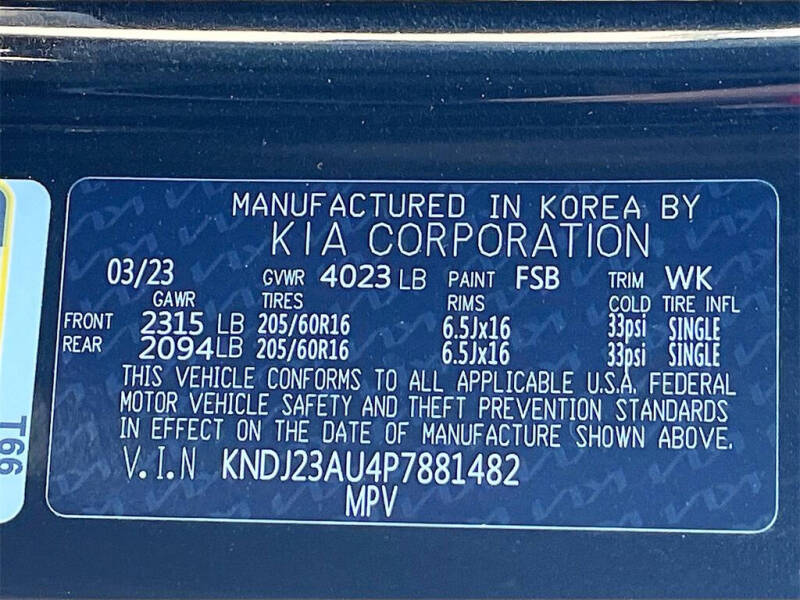 MANUFACTURED IN KOREA BY
KIA CORPORATION
03/23 GVWR 4023 LB PAINT FSB TRIM WK
GAWR TIRES RIMS COLD TIRE INFL
FRONT 2315 LB 205/60R16 6.5Jx16 33psi SINGLE
REAR 2094 LB 205/60R16 6.5Jx16 33psi SINGLE
THIS VEHICLE CONFORMS TO ALL APPLICABLE U.S.A. FEDERAL
MOTOR VEHICLE SAFETY AND THEFT PREVENTION STANDARDS
IN EFFECT ON THE DATE OF MANUFACTURE SHOWN ABOVE.
V.I.N KNDJ23AU4P7881482
MPV
T66